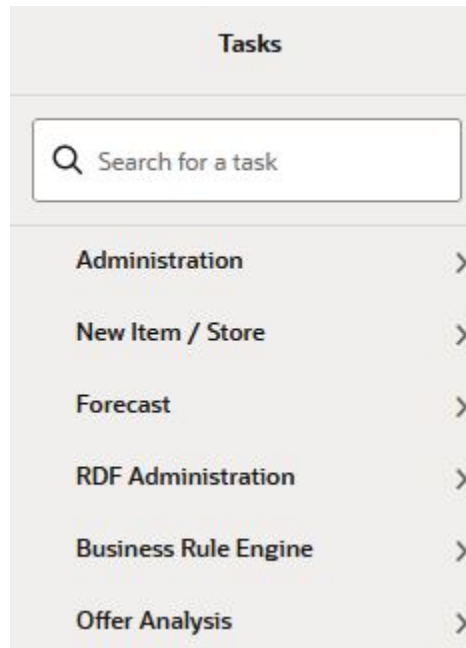 Tasks
Search for a task
Administration
New Item / Store
Forecast
RDF Administration
Business Rule Engine
Offer Analysis